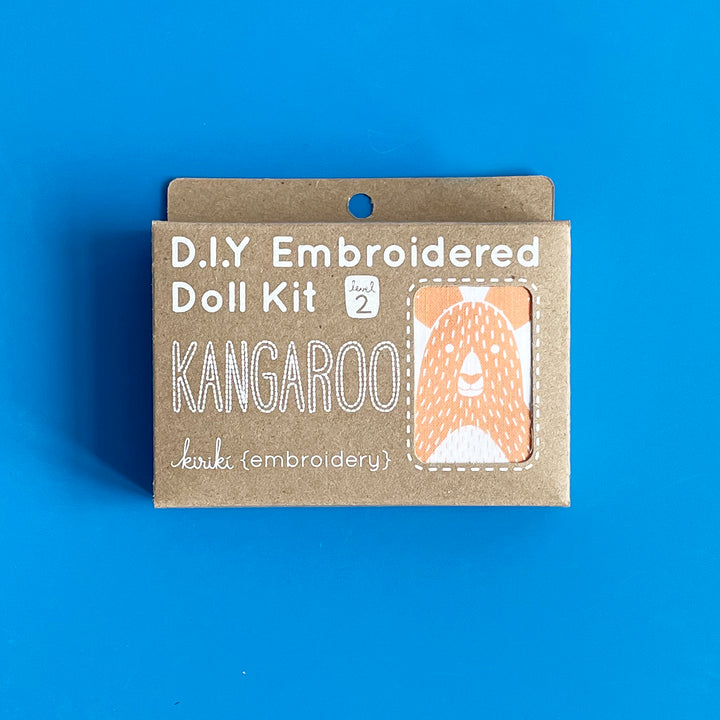 D.I.Y Embroidered
Doll Kit level 2
KANGAROO
kiriki {embroidery}